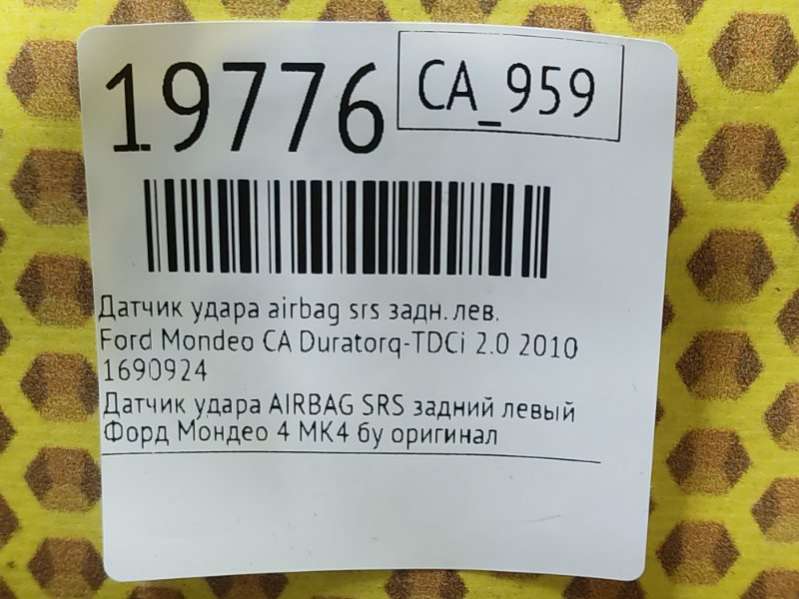 19776
CA_959
Датчик удара airbag srs задн. лев.
Ford Mondeo CA Duratorq-TDCi 2.0 2010
1690924
Датчик удара AIRBAG SRS задний левый
Форд Мондео 4 МК4 бу оригинал